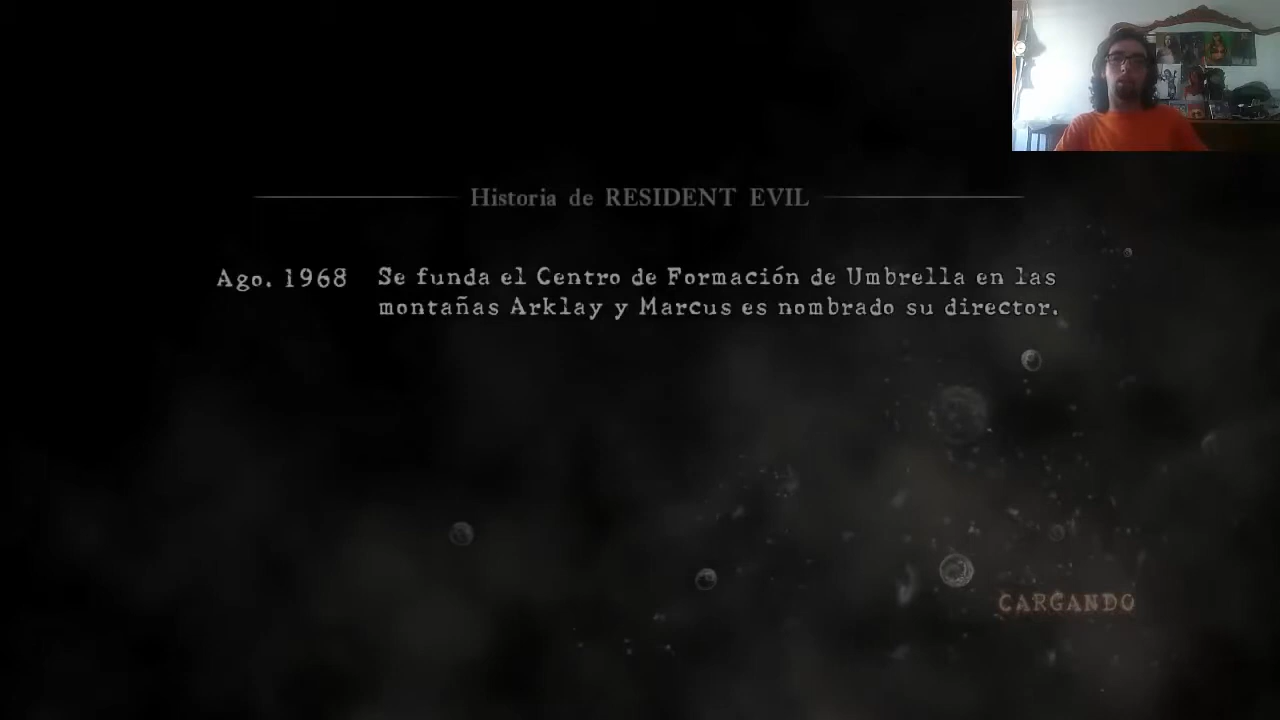 Historia de RESIDENT EVIL
Ago. 1968 Se funda el Centro de Formación de Umbrella en las
montañas Arklay y Marcus es nombrado su director.
CARGANDO